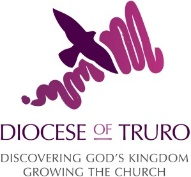 DIOCESE OF TRURO
DISCOVERING GOD'S KINGDOM
GROWING THE CHURCH